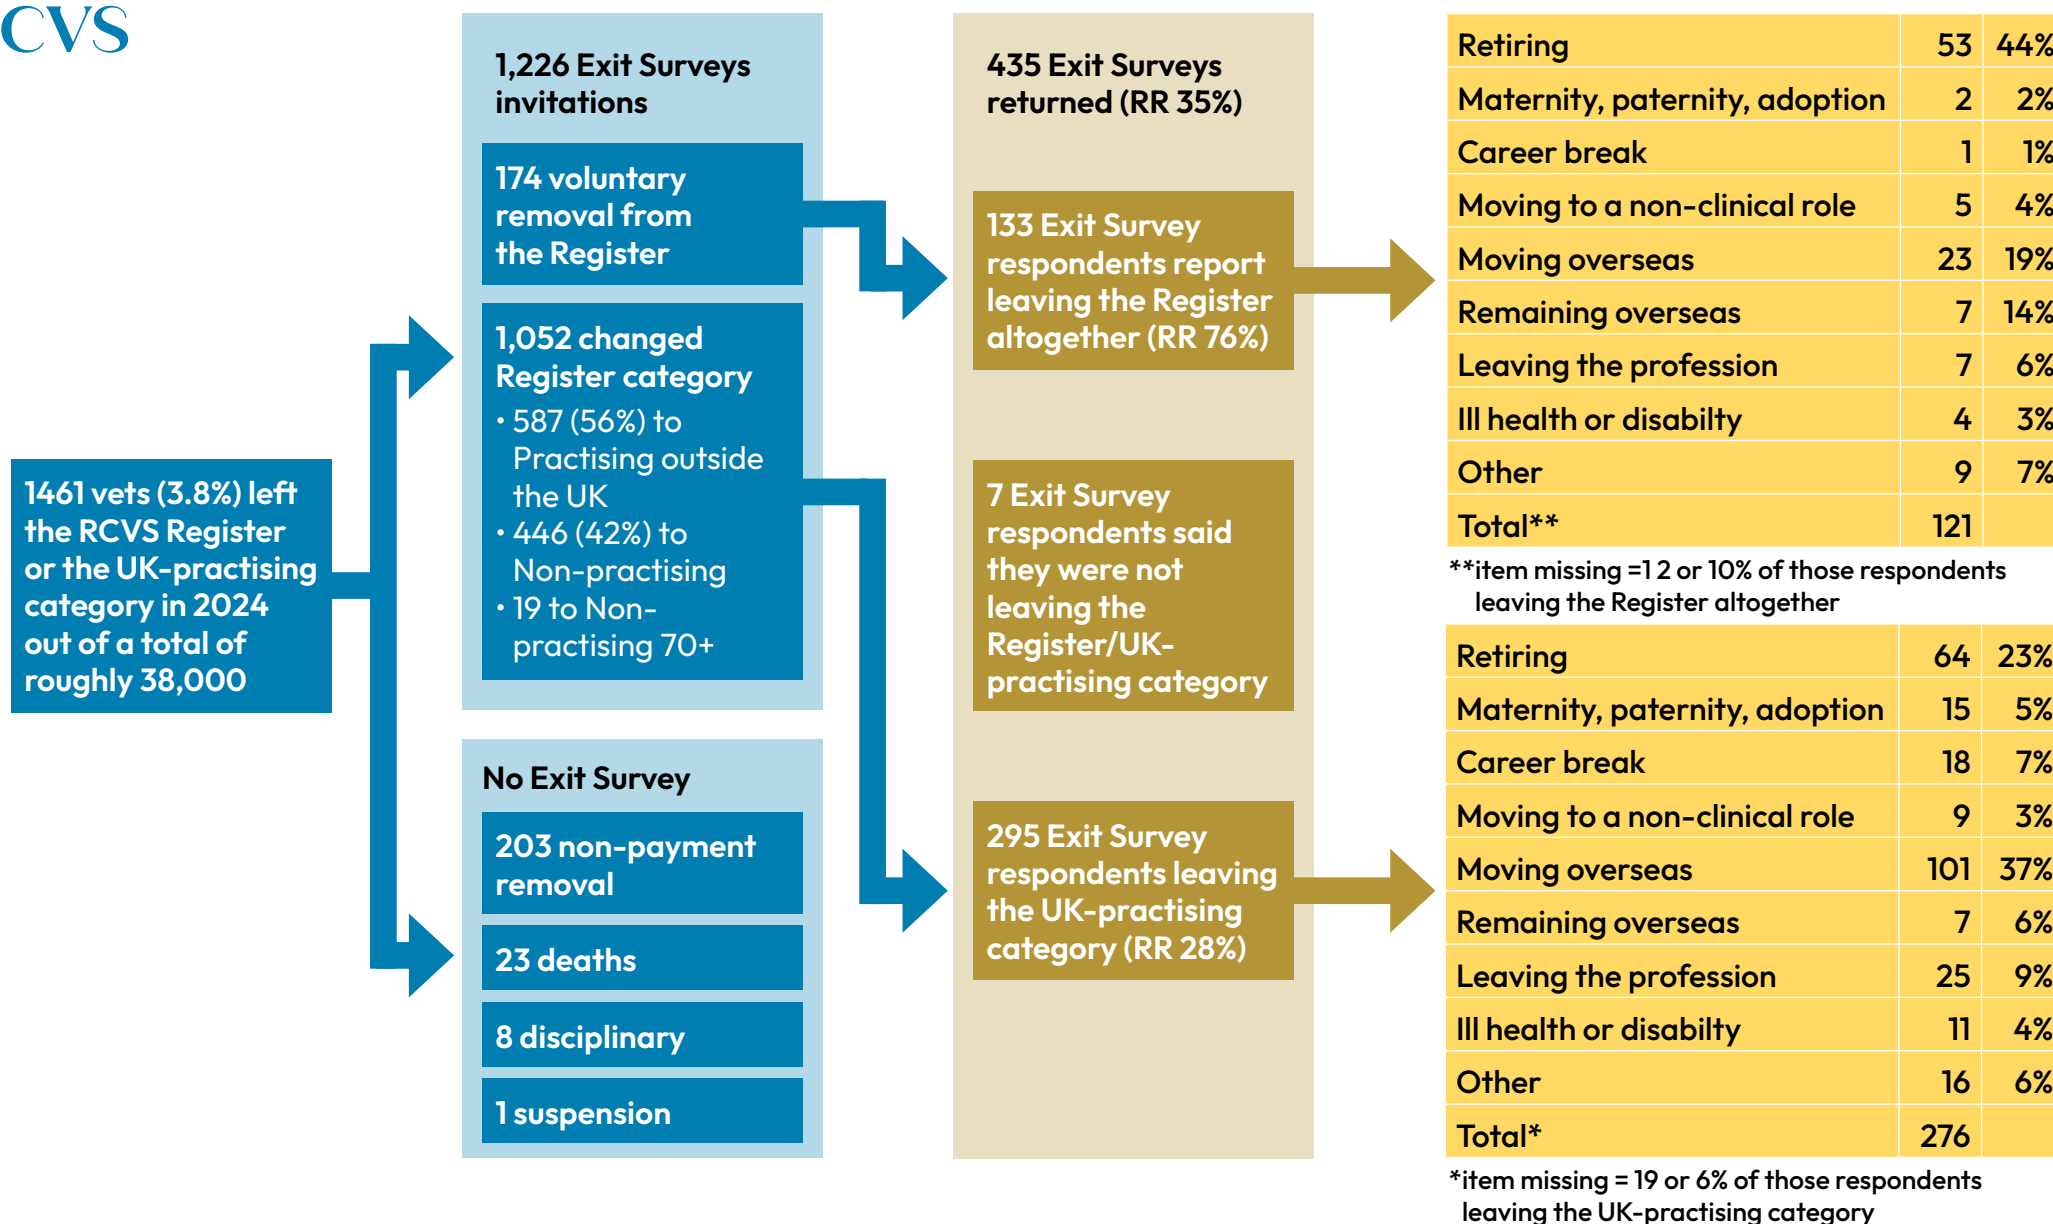 CVS
1461 vets (3.8%) left
the RCVS Register
or the UK-practising
category in 2024
out of a total of
roughly 38,000
1,226 Exit Surveys
invitations
174 voluntary
removal from
the Register
1,052 changed
Register category
• 587 (56%) to
Practising outside
the UK
• 446 (42%) to
Non-practising
• 19 to Non-
practising 70+
No Exit Survey
203 non-payment
removal
23 deaths
8 disciplinary
1 suspension
435 Exit Surveys
returned (RR 35%)
133 Exit Survey
respondents report
leaving the Register
altogether (RR 76%)
7 Exit Survey
respondents said
they were not
leaving the
Register/UK-
practising category
295 Exit Survey
respondents leaving
the UK-practising
category (RR 28%)
Retiring 53 44%
Maternity, paternity, adoption 2 2%
Career break 1 1%
Moving to a non-clinical role 5 4%
Moving overseas 23 19%
Remaining overseas 7 14%
Leaving the profession 7 6%
Ill health or disabilty 4 3%
Other 9 7%
Total** 121
**item missing =1 2 or 10% of those respondents
leaving the Register altogether
Retiring 64 23%
Maternity, paternity, adoption 15 5%
Career break 18 7%
Moving to a non-clinical role 9 3%
Moving overseas 101 37%
Remaining overseas 7 6%
Leaving the profession 25 9%
Ill health or disabilty 11 4%
Other 16 6%
Total* 276
*item missing = 19 or 6% of those respondents
leaving the UK-practising category